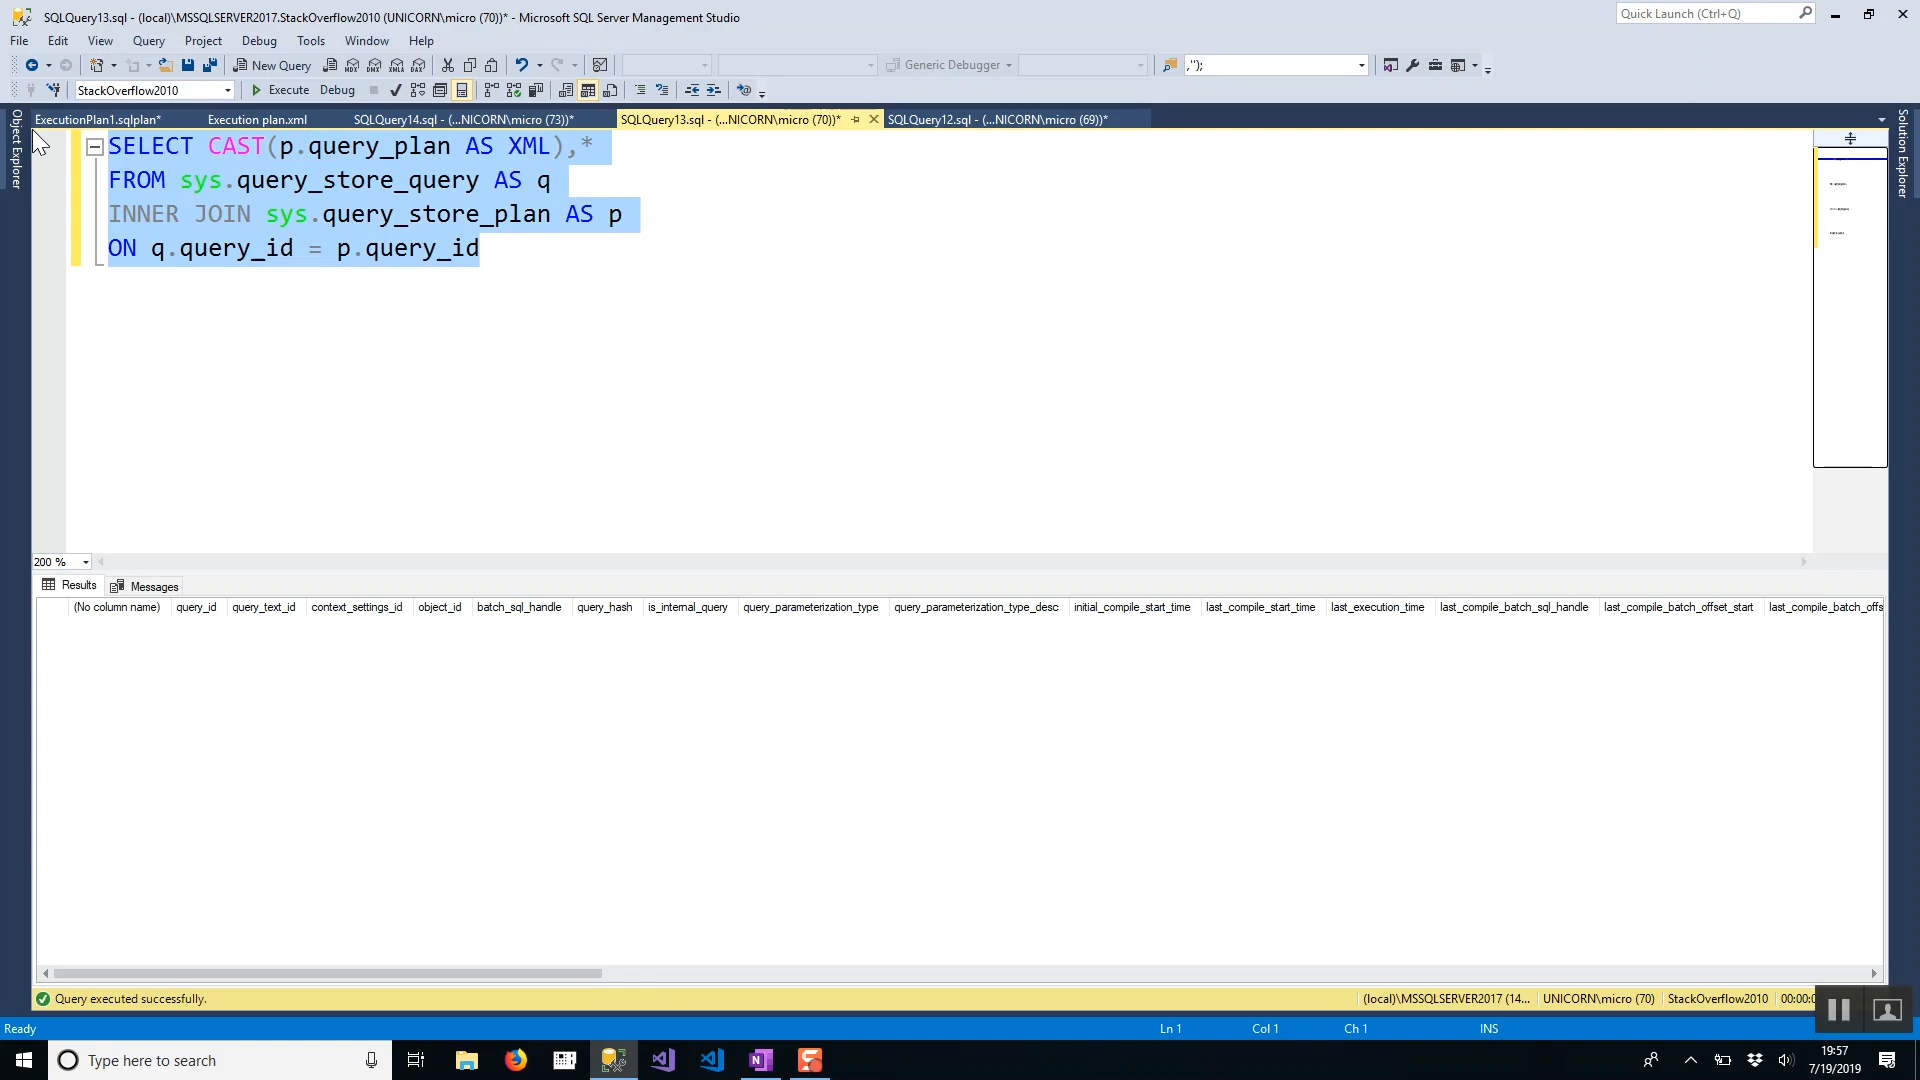 SQLQuery13.sql - (local)\MSSQLSERVER2017.StackOverflow2010 (UNICORN\micro (70))* - Microsoft SQL Server Management Studio
Quick Launch (Ctrl+Q)
File Edit View Query Project Debug Tools Window Help
New Query
Generic Debugger
,'');
StackOverflow2010
Execute Debug
ExecutionPlan1.sqlplan*
Execution plan.xml
SQLQuery14.sql - (...NICORN\micro (73))*
SQLQuery13.sql - (...NICORN\micro (70))*
SQLQuery12.sql - (...NICORN\micro (69))*
Object Explorer
Solution Explorer
SELECT CAST(p.query_plan AS XML),*
FROM sys.query_store_query AS q
INNER JOIN sys.query_store_plan AS p
ON q.query_id = p.query_id
200 %
Results Messages
(No column name) query_id query_text_id context_settings_id object_id batch_sql_handle query_hash is_internal_query query_parameterization_type query_parameterization_type_desc initial_compile_start_time last_compile_start_time last_execution_time last_compile_batch_sql_handle last_compile_batch_offset_start last_compile_batch_offs
Query executed successfully.
(local)\MSSQLSERVER2017 (14... UNICORN\micro (70) StackOverflow2010 00:00:0
Ready
Ln 1 Col 1 Ch 1 INS
Type here to search
19:57
7/19/2019